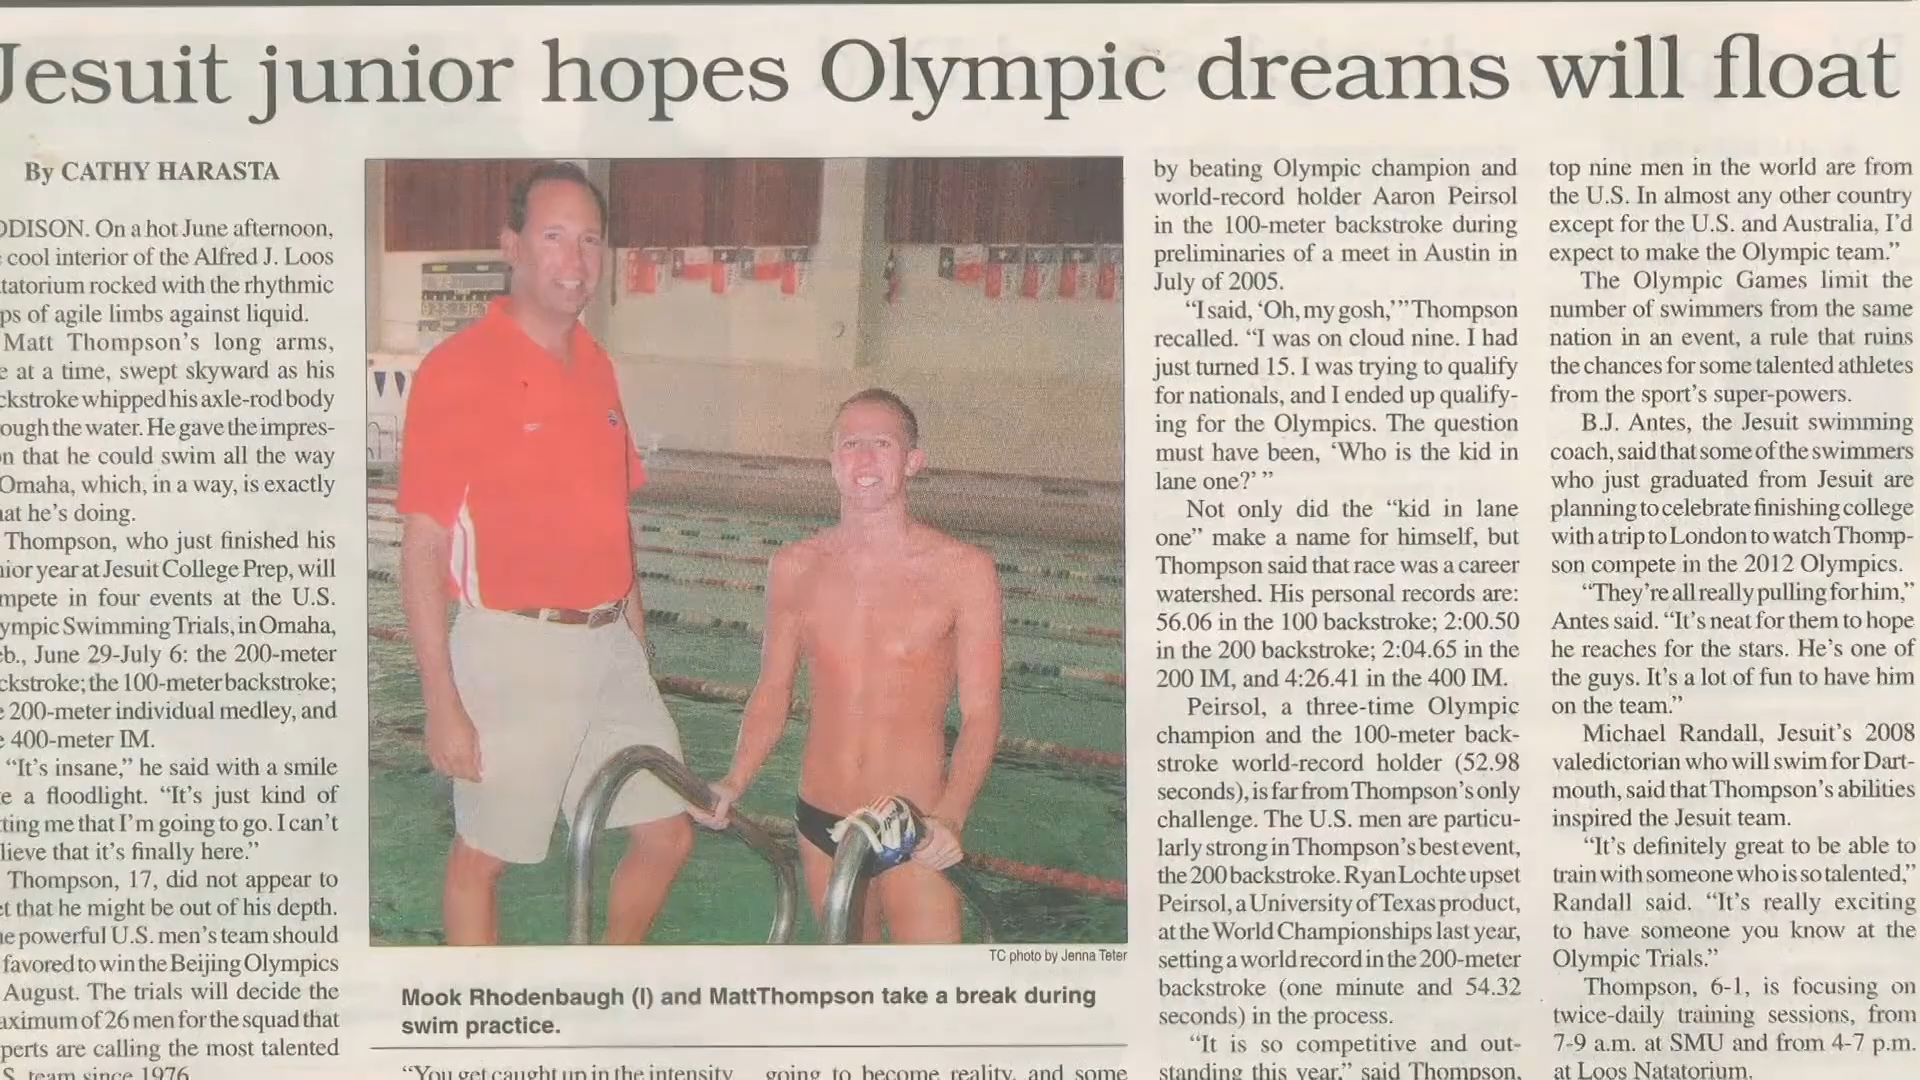 Jesuit junior hopes Olympic dreams will float
By CATHY HARASTA
DDISON. On a hot June afternoon,
cool interior of the Alfred J. Loos
tatorium rocked with the rhythmic
ps of agile limbs against liquid.
Matt Thompson's long arms,
e at a time, swept skyward as his
ckstroke whipped his axle-rod body
ough the water. He gave the impres-
n that he could swim all the way
Omaha, which, in a way, is exactly
hat he's doing.
Thompson, who just finished his
nior year at Jesuit College Prep, will
mpete in four events at the U.S.
ympic Swimming Trials, in Omaha,
eb., June 29-July 6: the 200-meter
ckstroke; the 100-meter backstroke;
e 200-meter individual medley, and
e 400-meter IM.
"It's insane," he said with a smile
e a floodlight. "It's just kind of
tting me that I'm going to go. I can't
lieve that it's finally here."
Thompson, 17, did not appear to
et that he might be out of his depth.
he powerful U.S. men's team should
favored to win the Beijing Olympics
August. The trials will decide the
aximum of 26 men for the squad that
perts are calling the most talented
S. team since 1976.
TC photo by Jenna Teter
Mook Rhodenbaugh (l) and MattThompson take a break during
swim practice.
"You get caught up in the intensity
going to become reality, and some
by beating Olympic champion and
world-record holder Aaron Peirsol
in the 100-meter backstroke during
preliminaries of a meet in Austin in
July of 2005.
"I said, 'Oh, my gosh,'" Thompson
recalled. "I was on cloud nine. I had
just turned 15. I was trying to qualify
for nationals, and I ended up qualify-
ing for the Olympics. The question
must have been, 'Who is the kid in
lane one?' "
Not only did the "kid in lane
one" make a name for himself, but
Thompson said that race was a career
watershed. His personal records are:
56.06 in the 100 backstroke; 2:00.50
in the 200 backstroke; 2:04.65 in the
200 IM, and 4:26.41 in the 400 IM.
Peirsol, a three-time Olympic
champion and the 100-meter back-
stroke world-record holder (52.98
seconds), is far from Thompson's only
challenge. The U.S. men are particu-
larly strong in Thompson's best event,
the 200 backstroke. Ryan Lochte upset
Peirsol, a University of Texas product,
at the World Championships last year,
setting a world record in the 200-meter
backstroke (one minute and 54.32
seconds) in the process.
"It is so competitive and out-
standing this year," said Thompson,
top nine men in the world are from
the U.S. In almost any other country
except for the U.S. and Australia, I'd
expect to make the Olympic team."
The Olympic Games limit the
number of swimmers from the same
nation in an event, a rule that ruins
the chances for some talented athletes
from the sport's super-powers.
B.J. Antes, the Jesuit swimming
coach, said that some of the swimmers
who just graduated from Jesuit are
planning to celebrate finishing college
with a trip to London to watch Thomp-
son compete in the 2012 Olympics.
"They're all really pulling for him,"
Antes said. "It's neat for them to hope
he reaches for the stars. He's one of
the guys. It's a lot of fun to have him
on the team."
Michael Randall, Jesuit's 2008
valedictorian who will swim for Dart-
mouth, said that Thompson's abilities
inspired the Jesuit team.
"It's definitely great to be able to
train with someone who is so talented,"
Randall said. "It's really exciting
to have someone you know at the
Olympic Trials."
Thompson, 6-1, is focusing on
twice-daily training sessions, from
7-9 a.m. at SMU and from 4-7 p.m.
at Loos Natatorium.